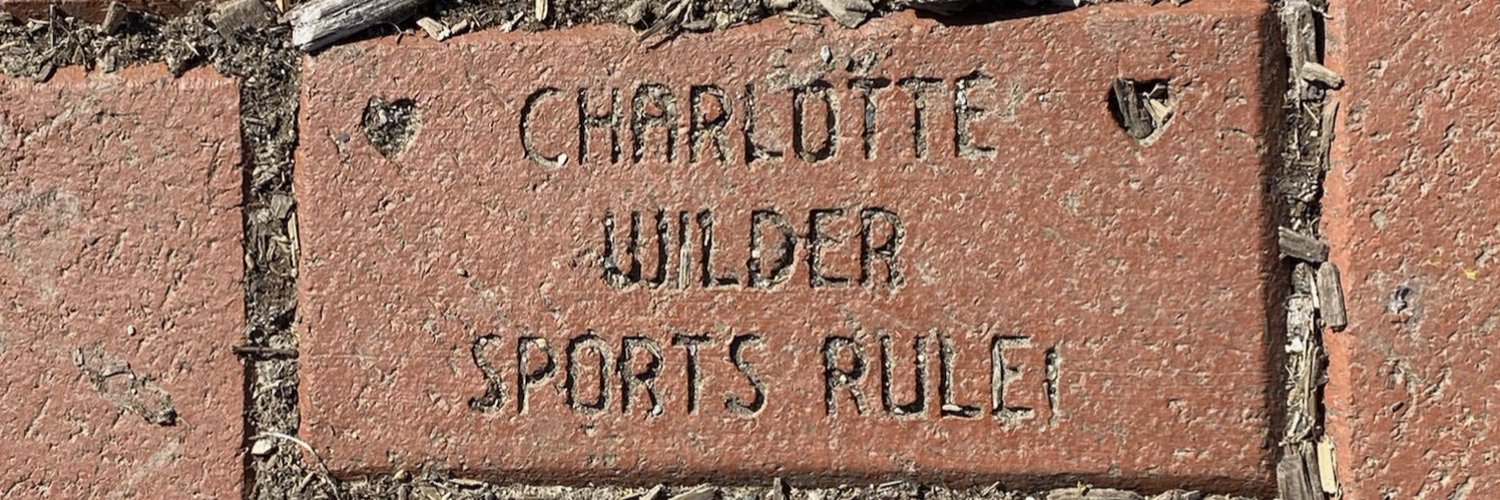 ♥ CHARLOTTE ♥
WILDER
SPORTS RULE!